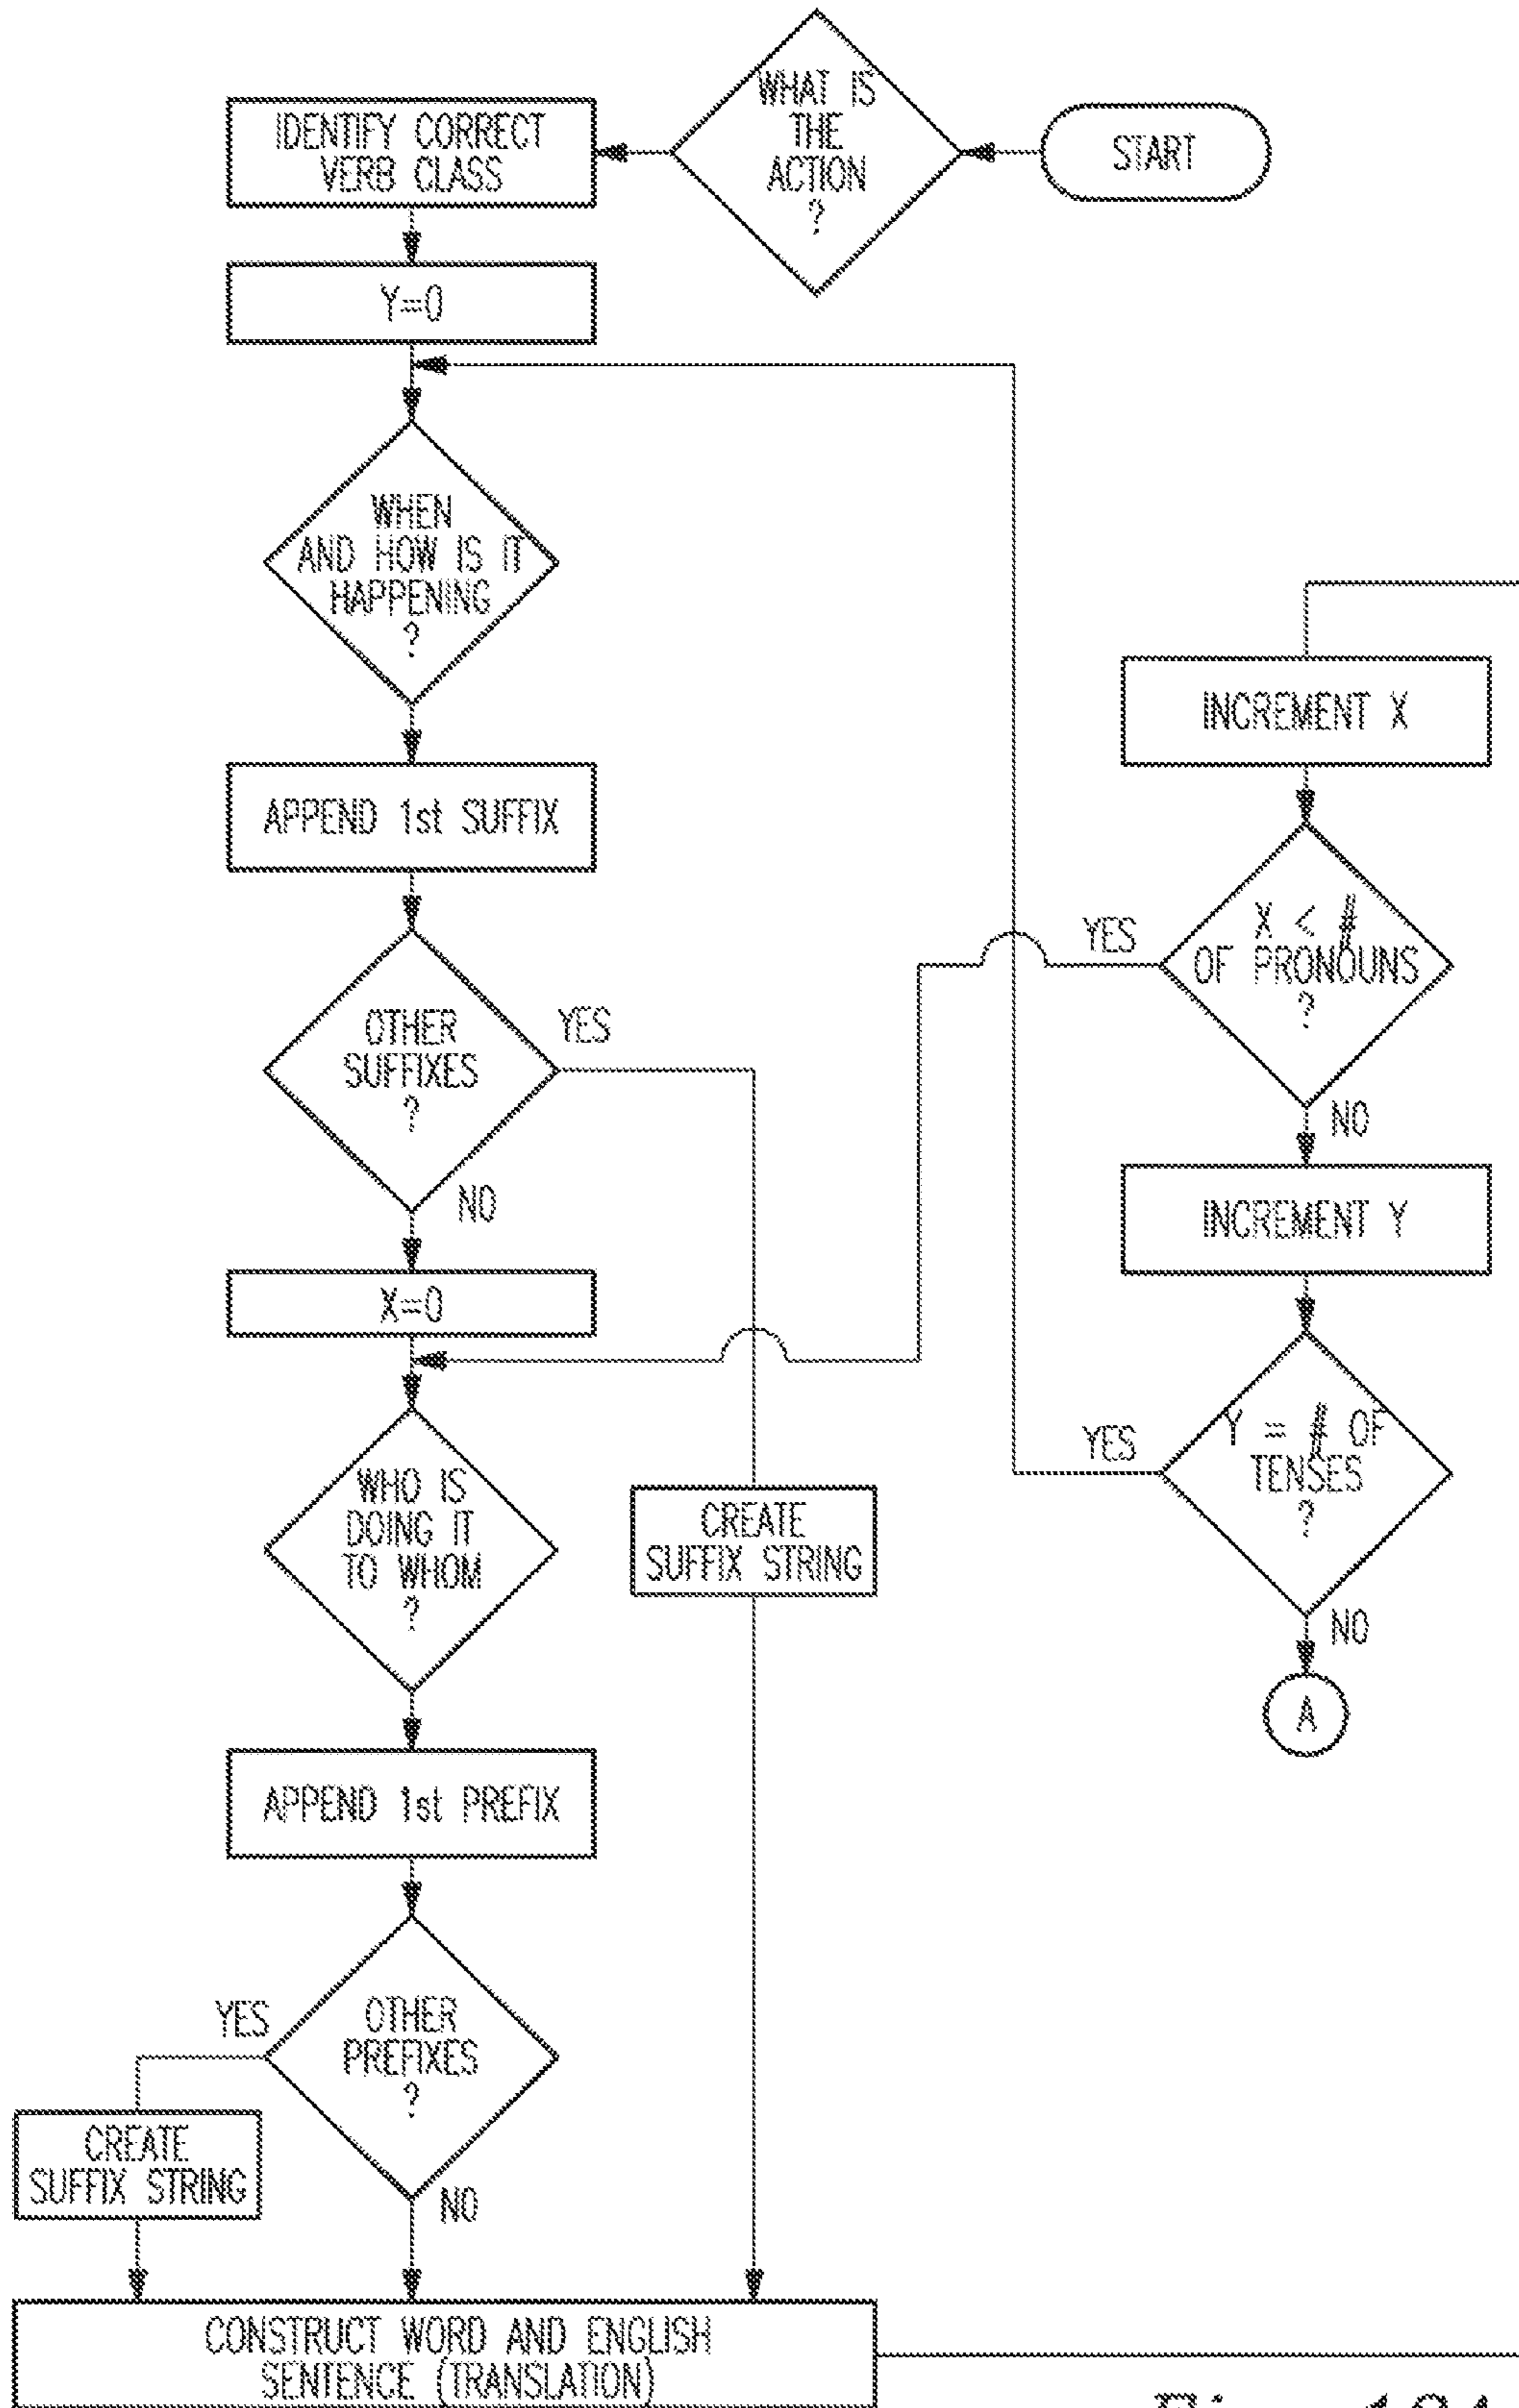 START
WHAT IS
THE
ACTION
?
IDENTIFY CORRECT
VERB CLASS
Y=0
WHEN
AND HOW IS IT
HAPPENING
?
APPEND 1st SUFFIX
OTHER
SUFFIXES
?
YES
NO
X=0
WHO IS
DOING IT
TO WHOM
?
CREATE
SUFFIX STRING
APPEND 1st PREFIX
OTHER
PREFIXES
?
YES
NO
CREATE
SUFFIX STRING
CONSTRUCT WORD AND ENGLISH
SENTENCE (TRANSLATION)
INCREMENT X
X < #
OF PRONOUNS
?
YES
NO
INCREMENT Y
Y = # OF
TENSES
?
YES
NO
A